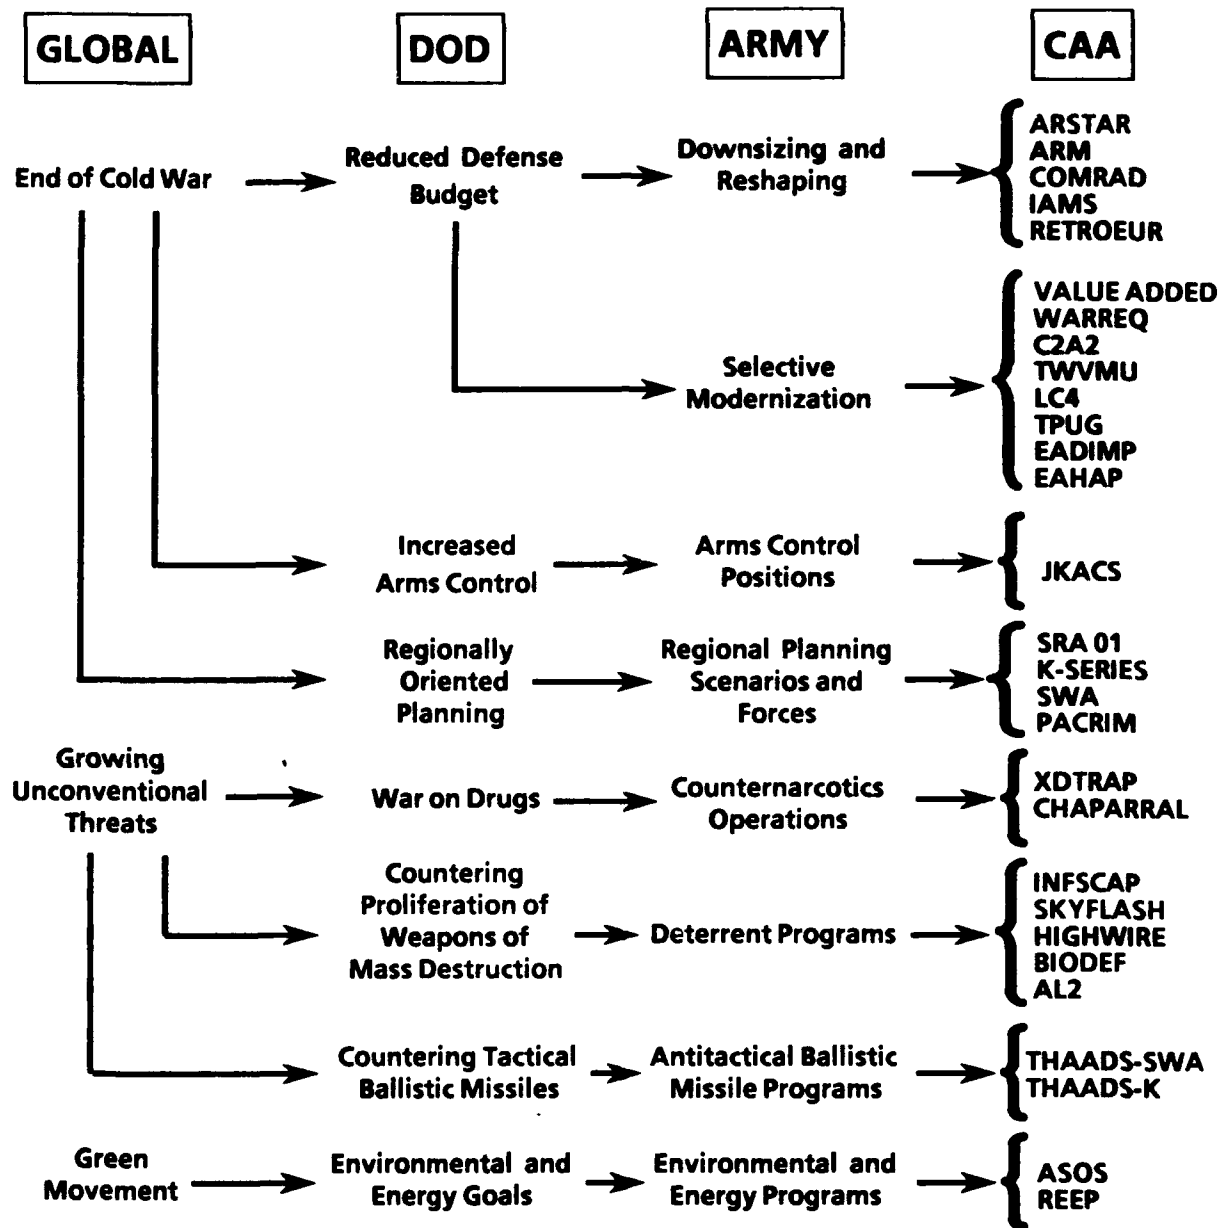 GLOBAL
DOD
ARMY
CAA
End of Cold War
Reduced Defense
Budget
Downsizing and
Reshaping
ARSTAR
ARM
COMRAD
IAMS
RETROEUR
Selective
Modernization
VALUE ADDED
WARREQ
C2A2
TWVMU
LC4
TPUG
EADIMP
EAHAP
Increased
Arms Control
Arms Control
Positions
JKACS
Regionally
Oriented
Planning
Regional Planning
Scenarios and
Forces
SRA 01
K-SERIES
SWA
PACRIM
Growing
Unconventional
Threats
War on Drugs
Counternarcotics
Operations
XDTRAP
CHAPARRAL
Countering
Proliferation of
Weapons of
Mass Destruction
Deterrent Programs
INFSCAP
SKYFLASH
HIGHWIRE
BIODEF
AL2
Countering Tactical
Ballistic Missiles
Antitactical Ballistic
Missile Programs
THAADS-SWA
THAADS-K
Green
Movement
Environmental and
Energy Goals
Environmental and
Energy Programs
ASOS
REEP